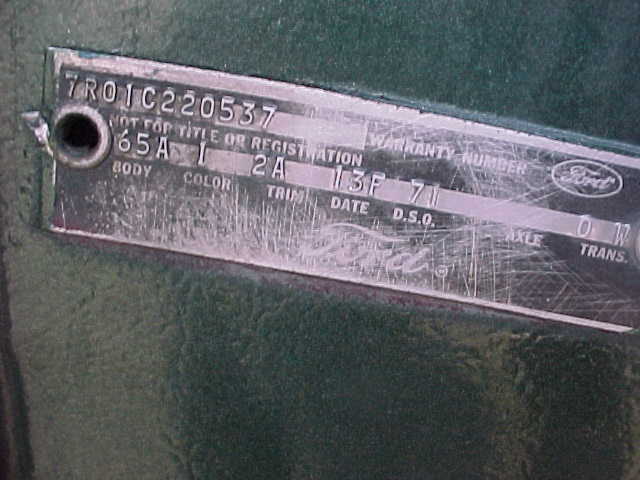 7R01C220537
NOT FOR TITLE OR REGISTRATION WARRANTY NUMBER Ford
65A I 2A 13F 71 0 W
BODY COLOR TRIM DATE D.S.O. AXLE TRANS.
Ford ®